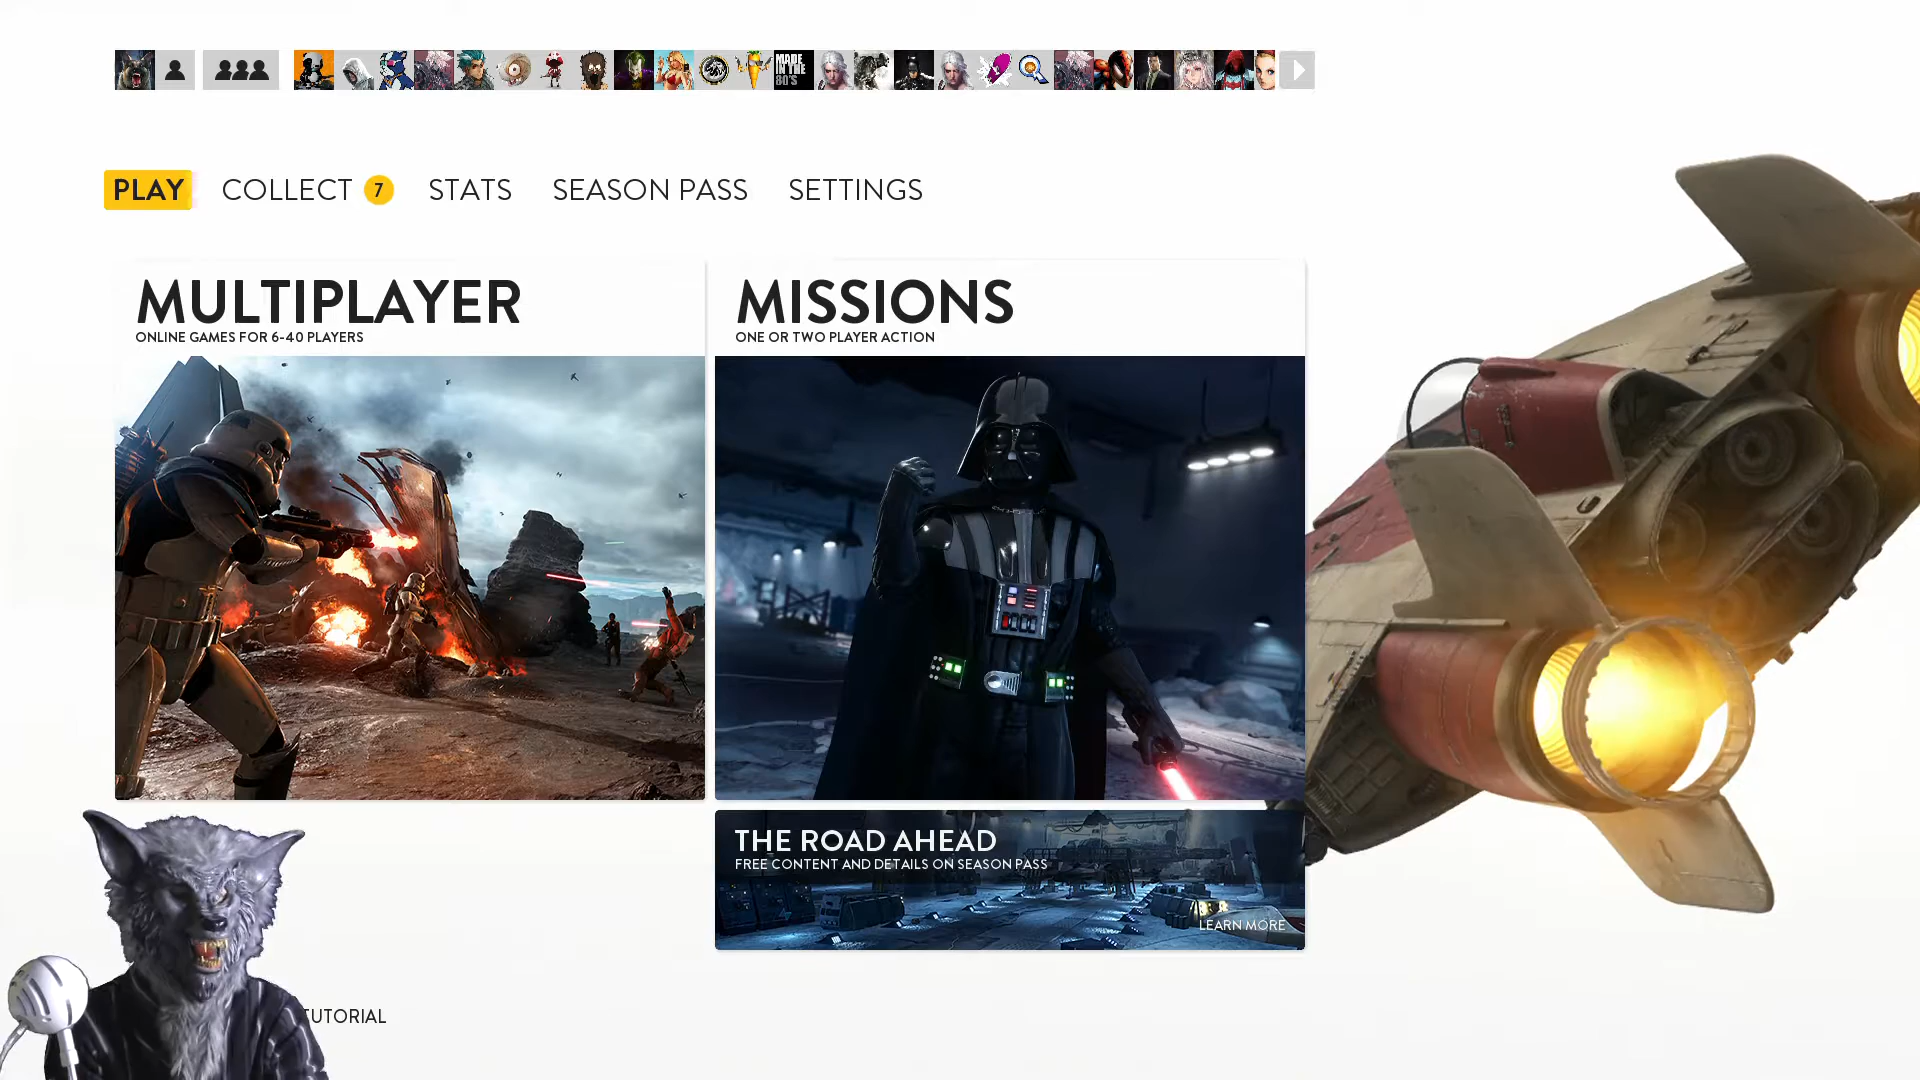 MADE
IN THE
80'S
PLAY
COLLECT 7
STATS
SEASON PASS
SETTINGS
MULTIPLAYER
ONLINE GAMES FOR 6-40 PLAYERS
MISSIONS
ONE OR TWO PLAYER ACTION
THE ROAD AHEAD
FREE CONTENT AND DETAILS ON SEASON PASS
LEARN MORE
TUTORIAL